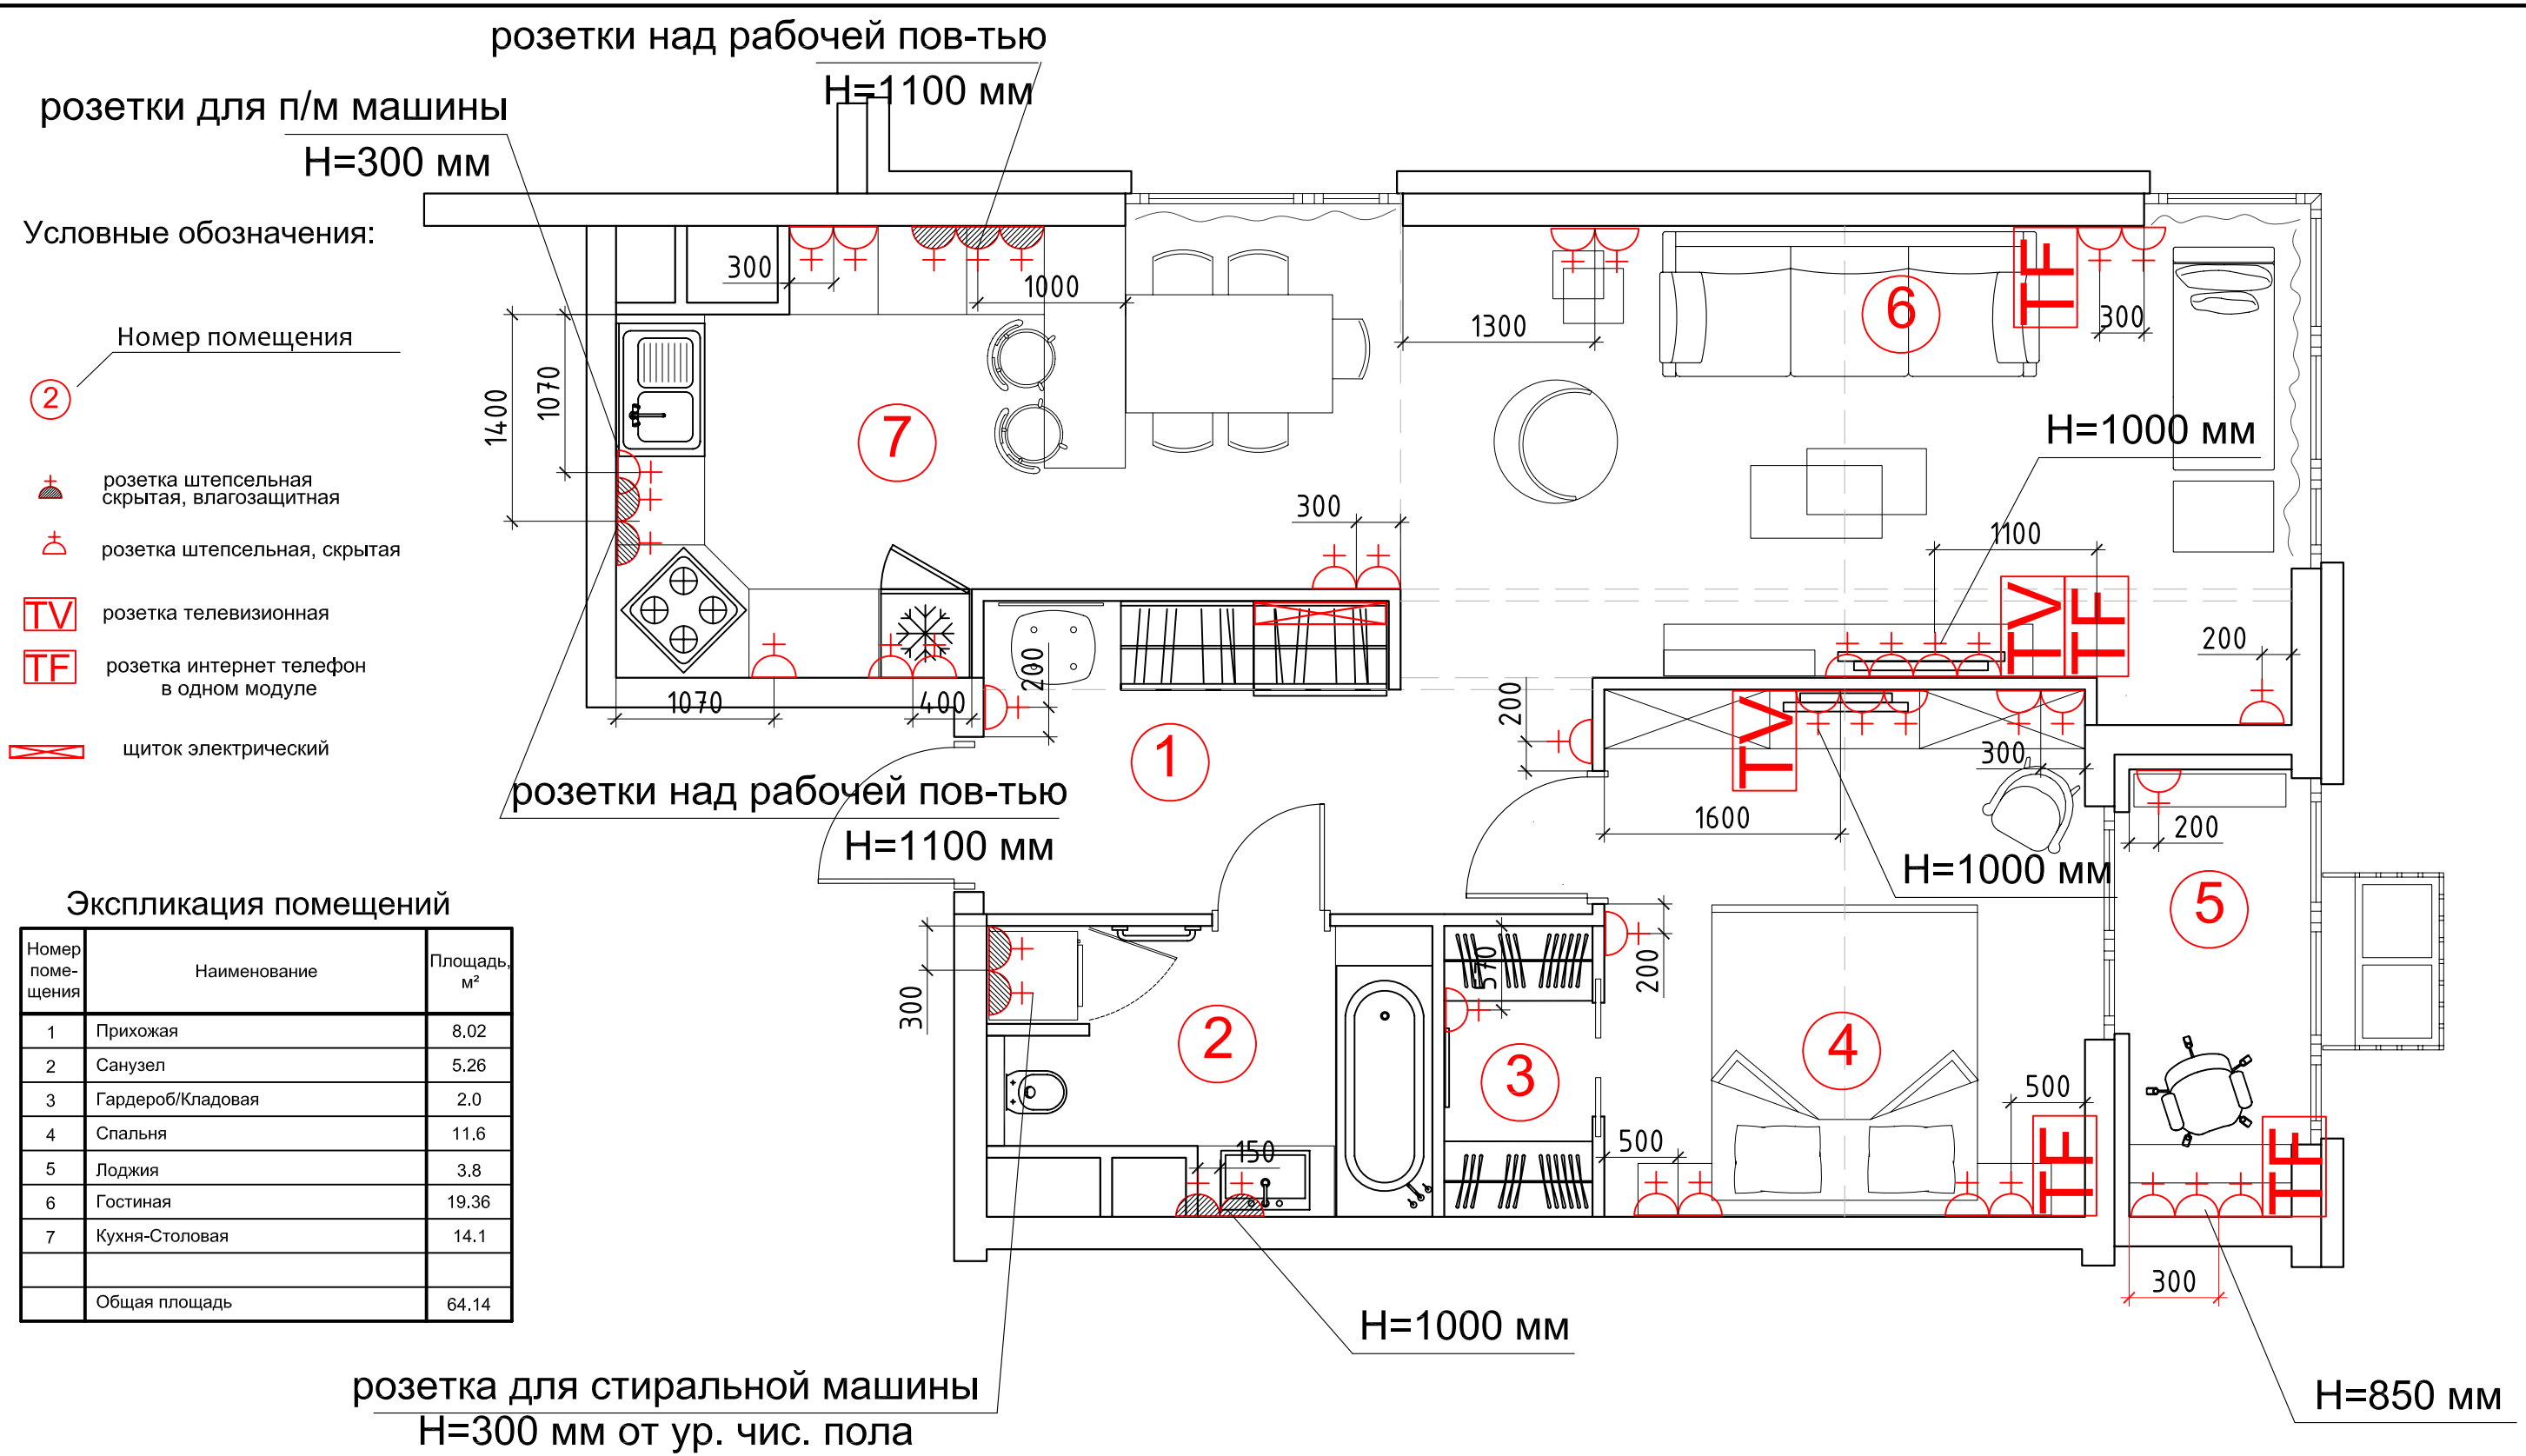 розетки над рабочей пов-тью
H=1100 мм
розетки для п/м машины
H=300 мм
Условные обозначения:
Номер помещения
2
розетка штепсельная
скрытая, влагозащитная
розетка штепсельная, скрытая
TV розетка телевизионная
TF розетка интернет телефон
в одном модуле
щиток электрический
300
1000
1300
6
TF
300
1400
1070
7
H=1000 мм
300
1100
TV
TF
200
1070
400
200
200
1
TV
300
розетки над рабочей пов-тью
H=1100 мм
1600
H=1000 мм
200
5
Экспликация помещений
Номер поме-щения Наименование Площадь, м²
1 Прихожая 8.02
2 Санузел 5.26
3 Гардероб/Кладовая 2.0
4 Спальня 11.6
5 Лоджия 3.8
6 Гостиная 19.36
7 Кухня-Столовая 14.1
Общая площадь 64.14
300
570
200
2
3
4
150
500
500
TF
TF
300
H=1000 мм
розетка для стиральной машины
H=300 мм от ур. чис. пола
H=850 мм